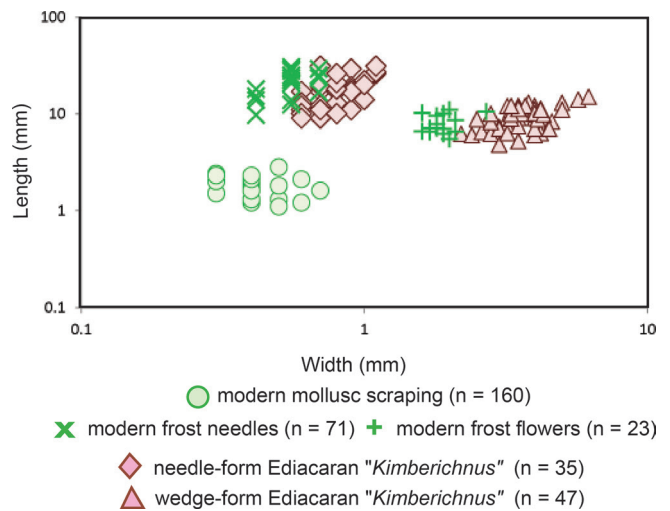 100
10
1
0.1
Length (mm)
0.1 1 10
Width (mm)
modern mollusc scraping (n = 160)
modern frost needles (n = 71) modern frost flowers (n = 23)
needle-form Ediacaran "Kimberichnus" (n = 35)
wedge-form Ediacaran "Kimberichnus" (n = 47)